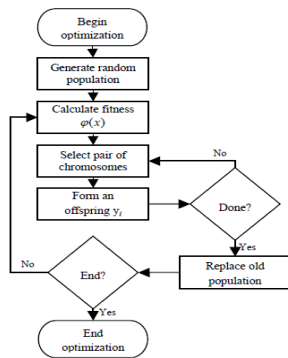 Begin
optimization
Generate random
population
Calculate fitness
φ(x)
Select pair of
chromosomes
No
Form an
offspring yᵢ
Done?
Yes
Replace old
population
End?
No
Yes
End
optimization